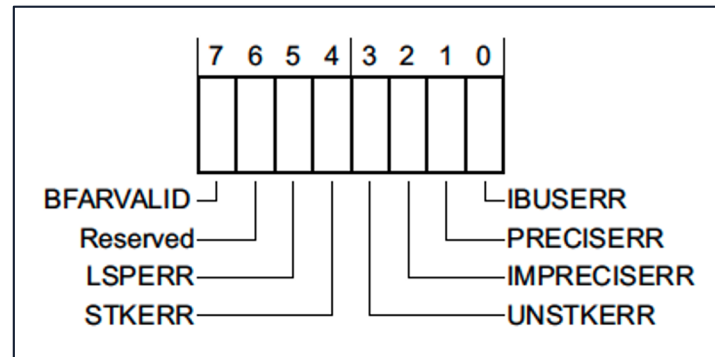 7 6 5 4 3 2 1 0
BFARVALID IBUSERR
Reserved PRECISERR
LSPERR IMPRECISERR
STKERR UNSTKERR